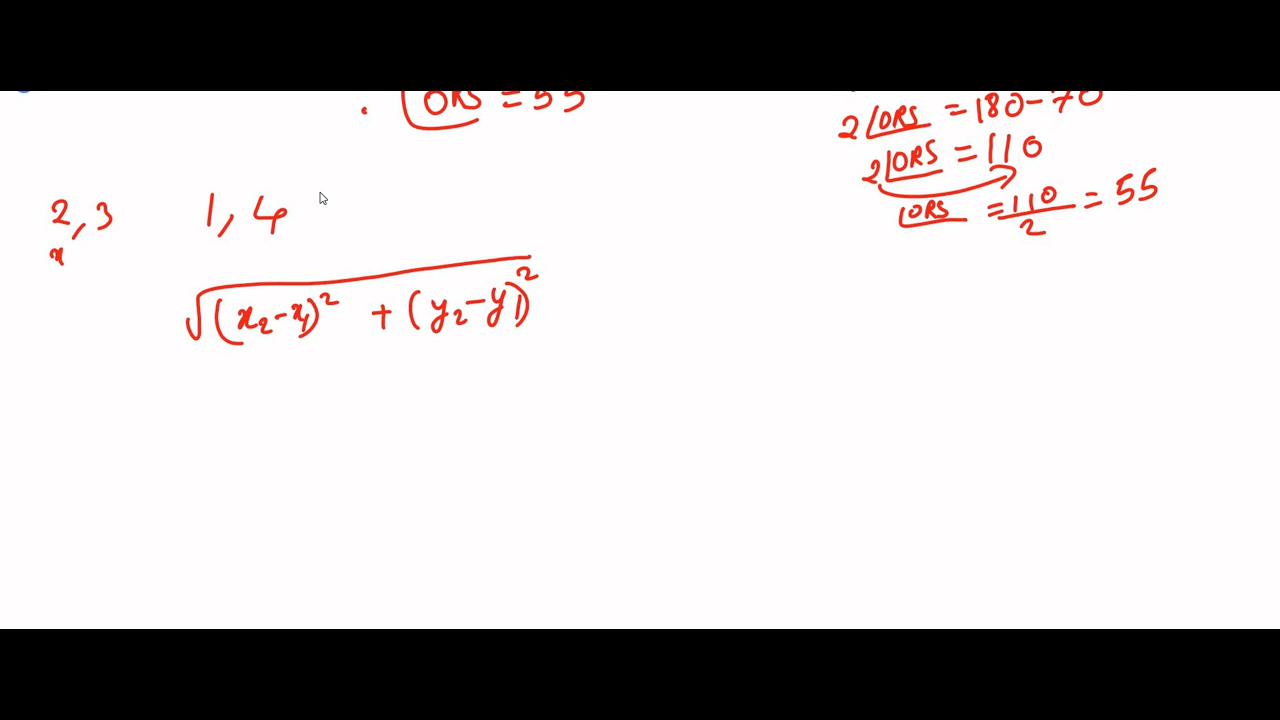 ∠ORS = 55
2∠ORS = 180-70
2∠ORS = 110
∠ORS = 110/2 = 55
2, 3 1, 4
x
√(x₂-x₁)² + (y₂-y₁)²